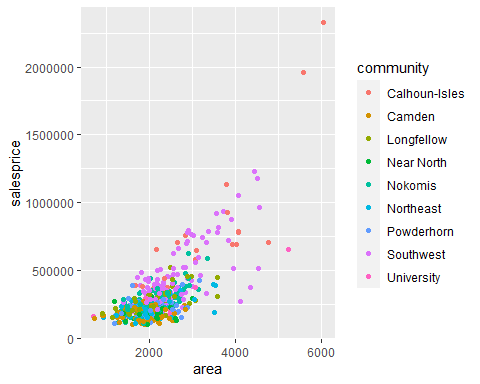 2000000
1500000
1000000
500000
0
salesprice
2000
4000
6000
area
community
Calhoun-Isles
Camden
Longfellow
Near North
Nokomis
Northeast
Powderhorn
Southwest
University